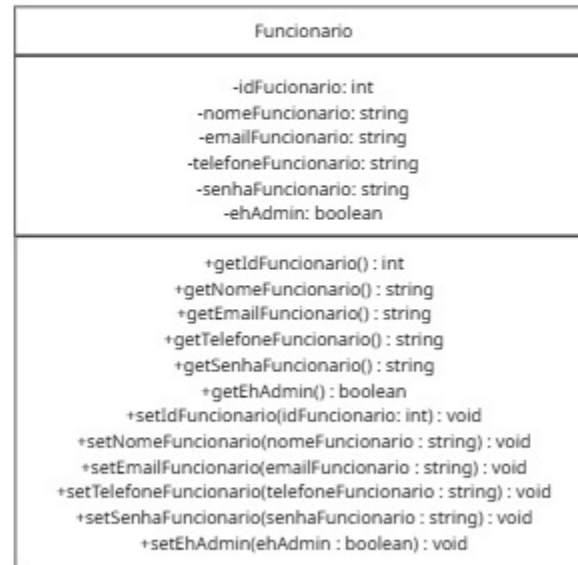 Funcionario
-idFucionario: int
-nomeFuncionario: string
-emailFuncionario: string
-telefoneFuncionario: string
-senhaFuncionario: string
-ehAdmin: boolean
+getIdFuncionario() : int
+getNomeFuncionario() : string
+getEmailFuncionario() : string
+getTelefoneFuncionario() : string
+getSenhaFuncionario() : string
+getEhAdmin() : boolean
+setIdFuncionario(idFuncionario: int) : void
+setNomeFuncionario(nomeFuncionario : string) : void
+setEmailFuncionario(emailFuncionario : string) : void
+setTelefoneFuncionario(telefoneFuncionario : string) : void
+setSenhaFuncionario(senhaFuncionario : string) : void
+setEhAdmin(ehAdmin : boolean) : void